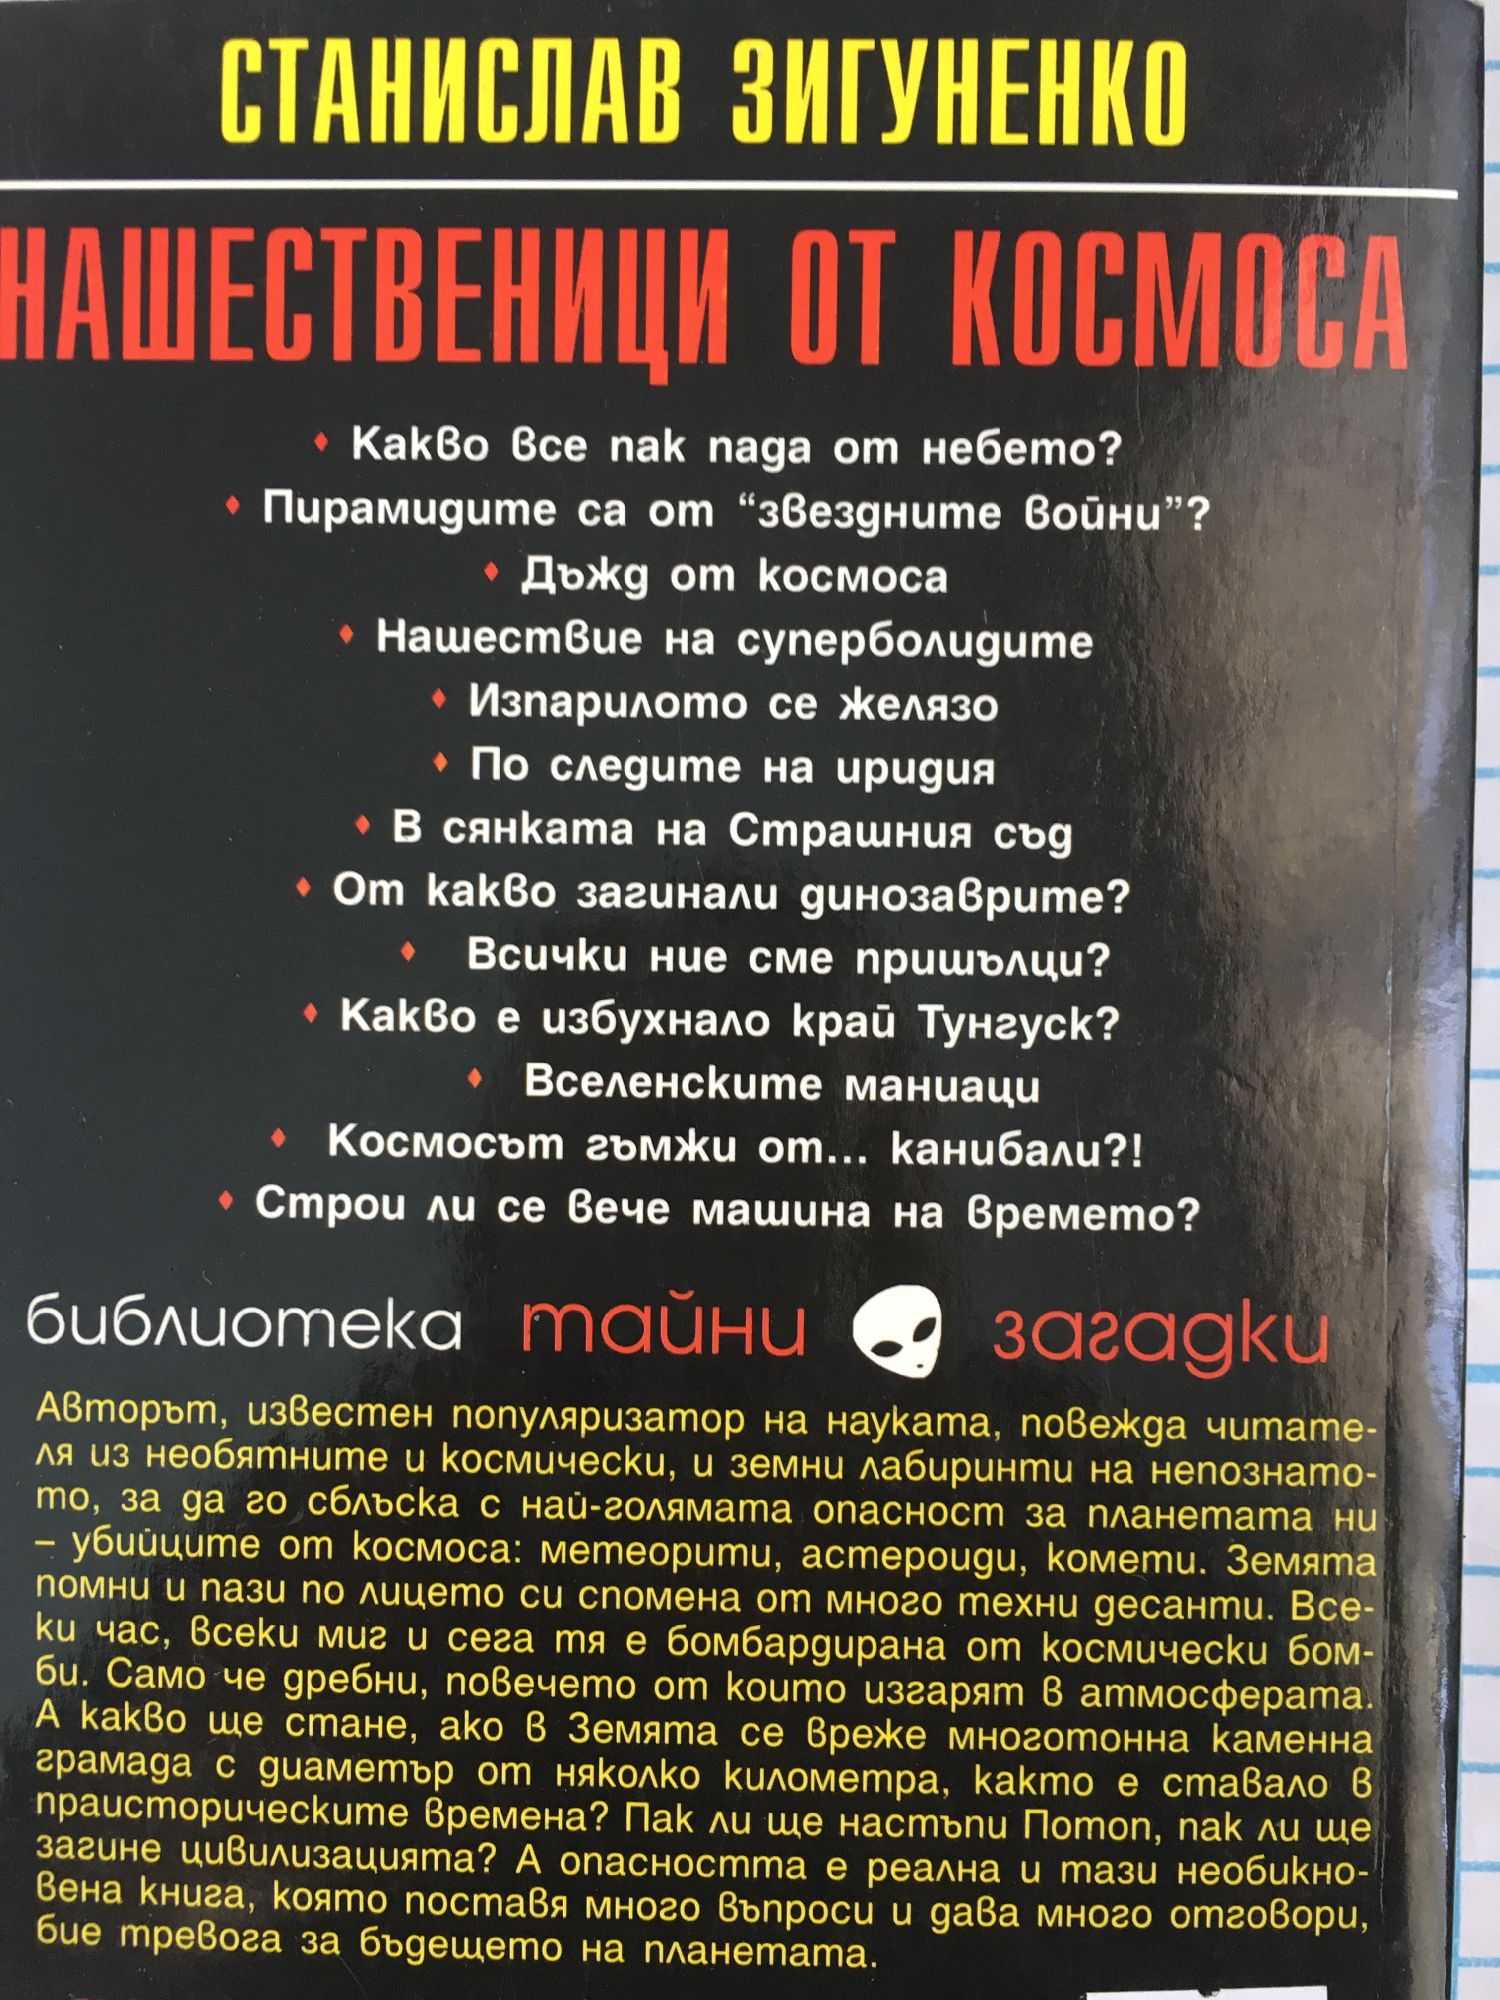 СТАНИСЛАВ ЗИГУНЕНКО
НАШЕСТВЕНИЦИ ОТ КОСМОСА
♦ Какво все пак пада от небето?
♦ Пирамидите са от “звездните войни”?
♦ Дъжд от космоса
♦ Нашествие на суперболидите
♦ Изпарилото се желязо
♦ По следите на иридия
♦ В сянката на Страшния съд
♦ От какво загинали динозаврите?
♦ Всички ние сме пришълци?
♦ Какво е избухнало край Тунгуск?
♦ Вселенските маниаци
♦ Космосът гъмжи от... канибали?!
♦ Строи ли се вече машина на времето?
библиотека тайни загадки
Авторът, известен популяризатор на науката, повежда читате-
ля из необятните и космически, и земни лабиринти на непознато-
то, за да го сблъска с най-голямата опасност за планетата ни
– убийците от космоса: метеорити, астероиди, комети. Земята
помни и пази по лицето си спомена от много техни десанти. Все-
ки час, всеки миг и сега тя е бомбардирана от космически бом-
би. Само че дребни, повечето от които изгарят в атмосферата.
А какво ще стане, ако в Земята се вреже многотонна каменна
грамада с диаметър от няколко километра, както е ставало в
праисторическите времена? Пак ли ще настъпи Потоп, пак ли ще
загине цивилизацията? А опасността е реална и тази необикно-
вена книга, която поставя много въпроси и дава много отговори,
бие тревога за бъдещето на планетата.